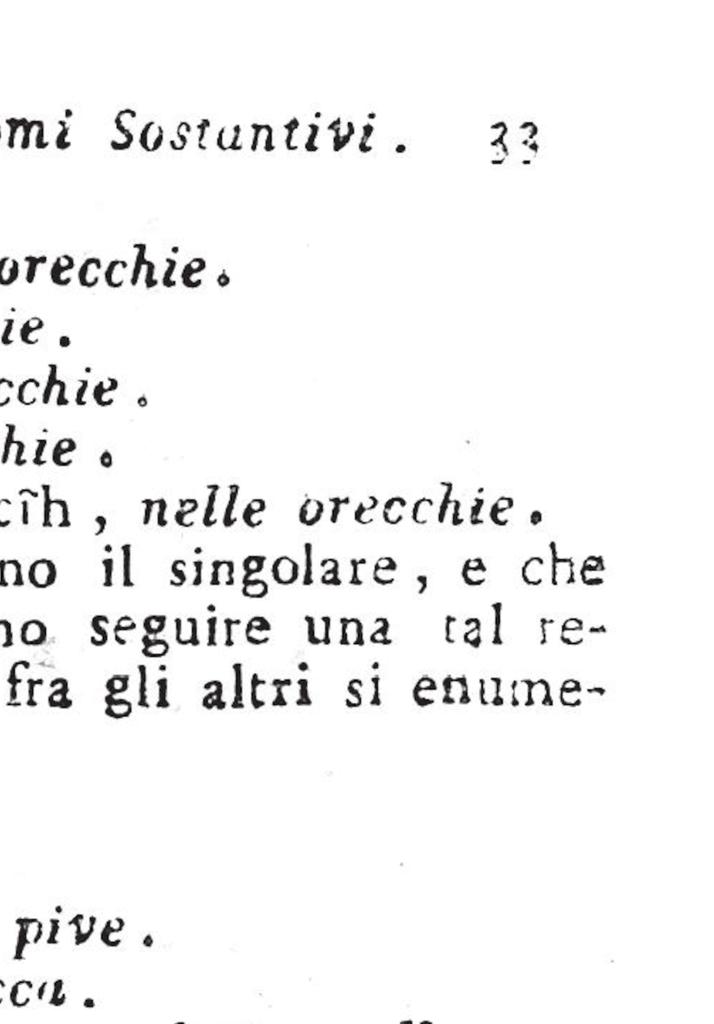 omi Sostantivi. 33
orecchie.
ie.
cchie.
hie.
cîh, nelle orecchie.
no il singolare, e che
no seguire una tal re-
fra gli altri si enume-
pive.
cca.